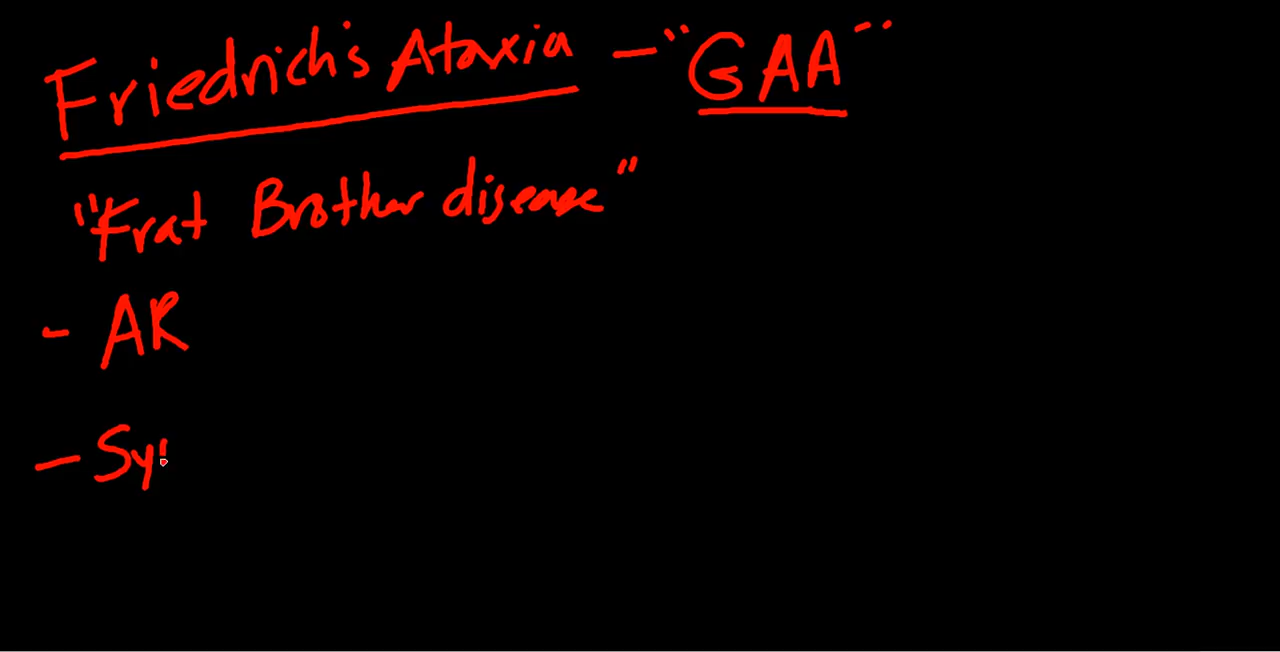 Friedrich's Ataxia - "GAA"
"Frat Brother disease"
- AR
- Sy